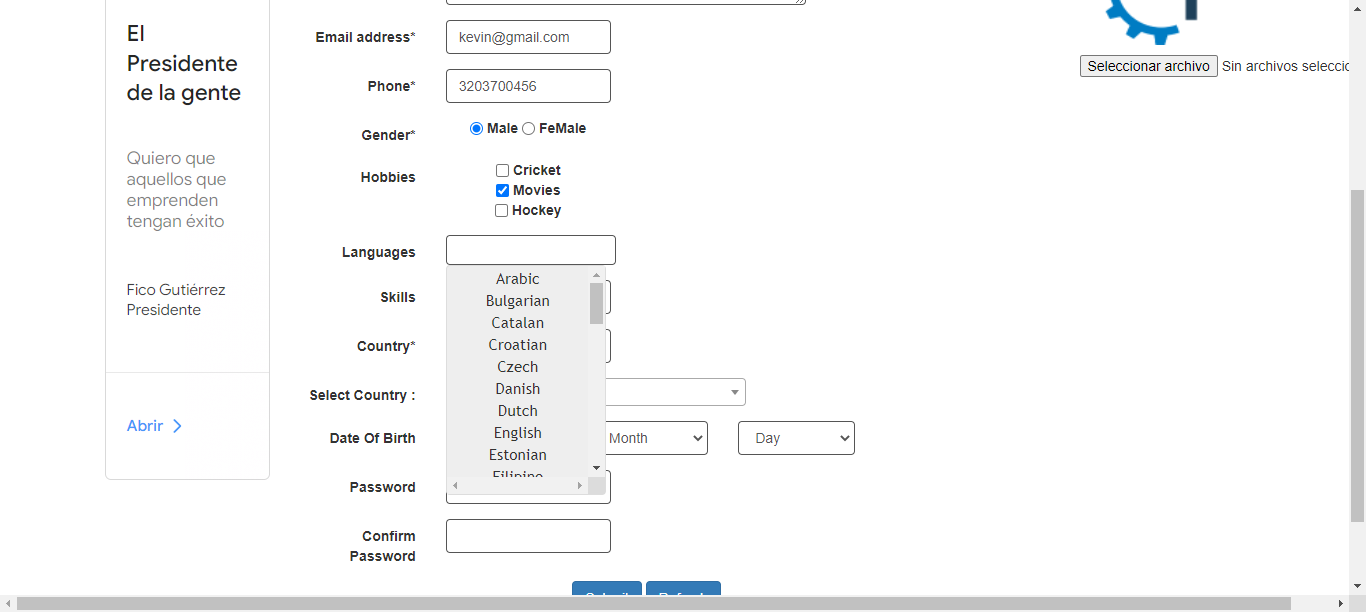 El
Presidente
de la gente
Quiero que
aquellos que
emprenden
tengan éxito
Fico Gutiérrez
Presidente
Abrir
Email address*
kevin@gmail.com
Phone*
3203700456
Gender*
Male FeMale
Hobbies
Cricket
Movies
Hockey
Languages
Arabic
Bulgarian
Catalan
Croatian
Czech
Danish
Dutch
English
Estonian
Filipino
Skills
Country*
Select Country :
Date Of Birth
Month
Day
Password
Confirm
Password
Submit Refresh
Seleccionar archivo Sin archivos seleccio